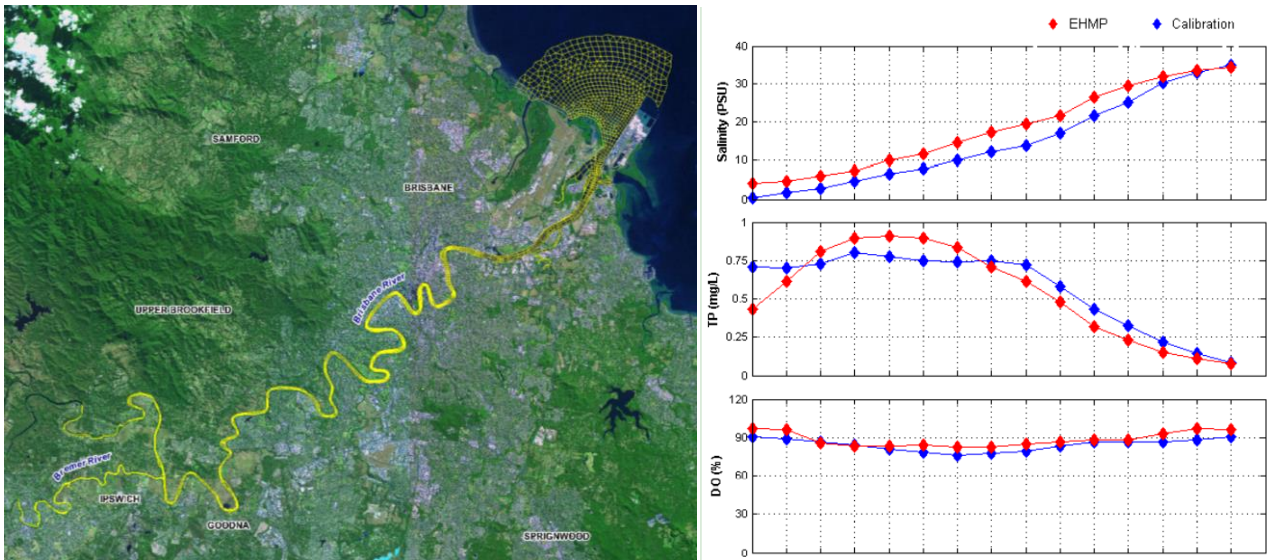 SAMFORD
BRISBANE
Brisbane River
UPPER BROOKFIELD
Bremer River
IPSWICH
GOODNA
SPRIGNWOOD
EHMP Calibration
40
30
20
10
0
Salinity (PSU)
1
0.75
0.5
0.25
0
TP (mg/L)
120
90
60
30
0
DO (%)